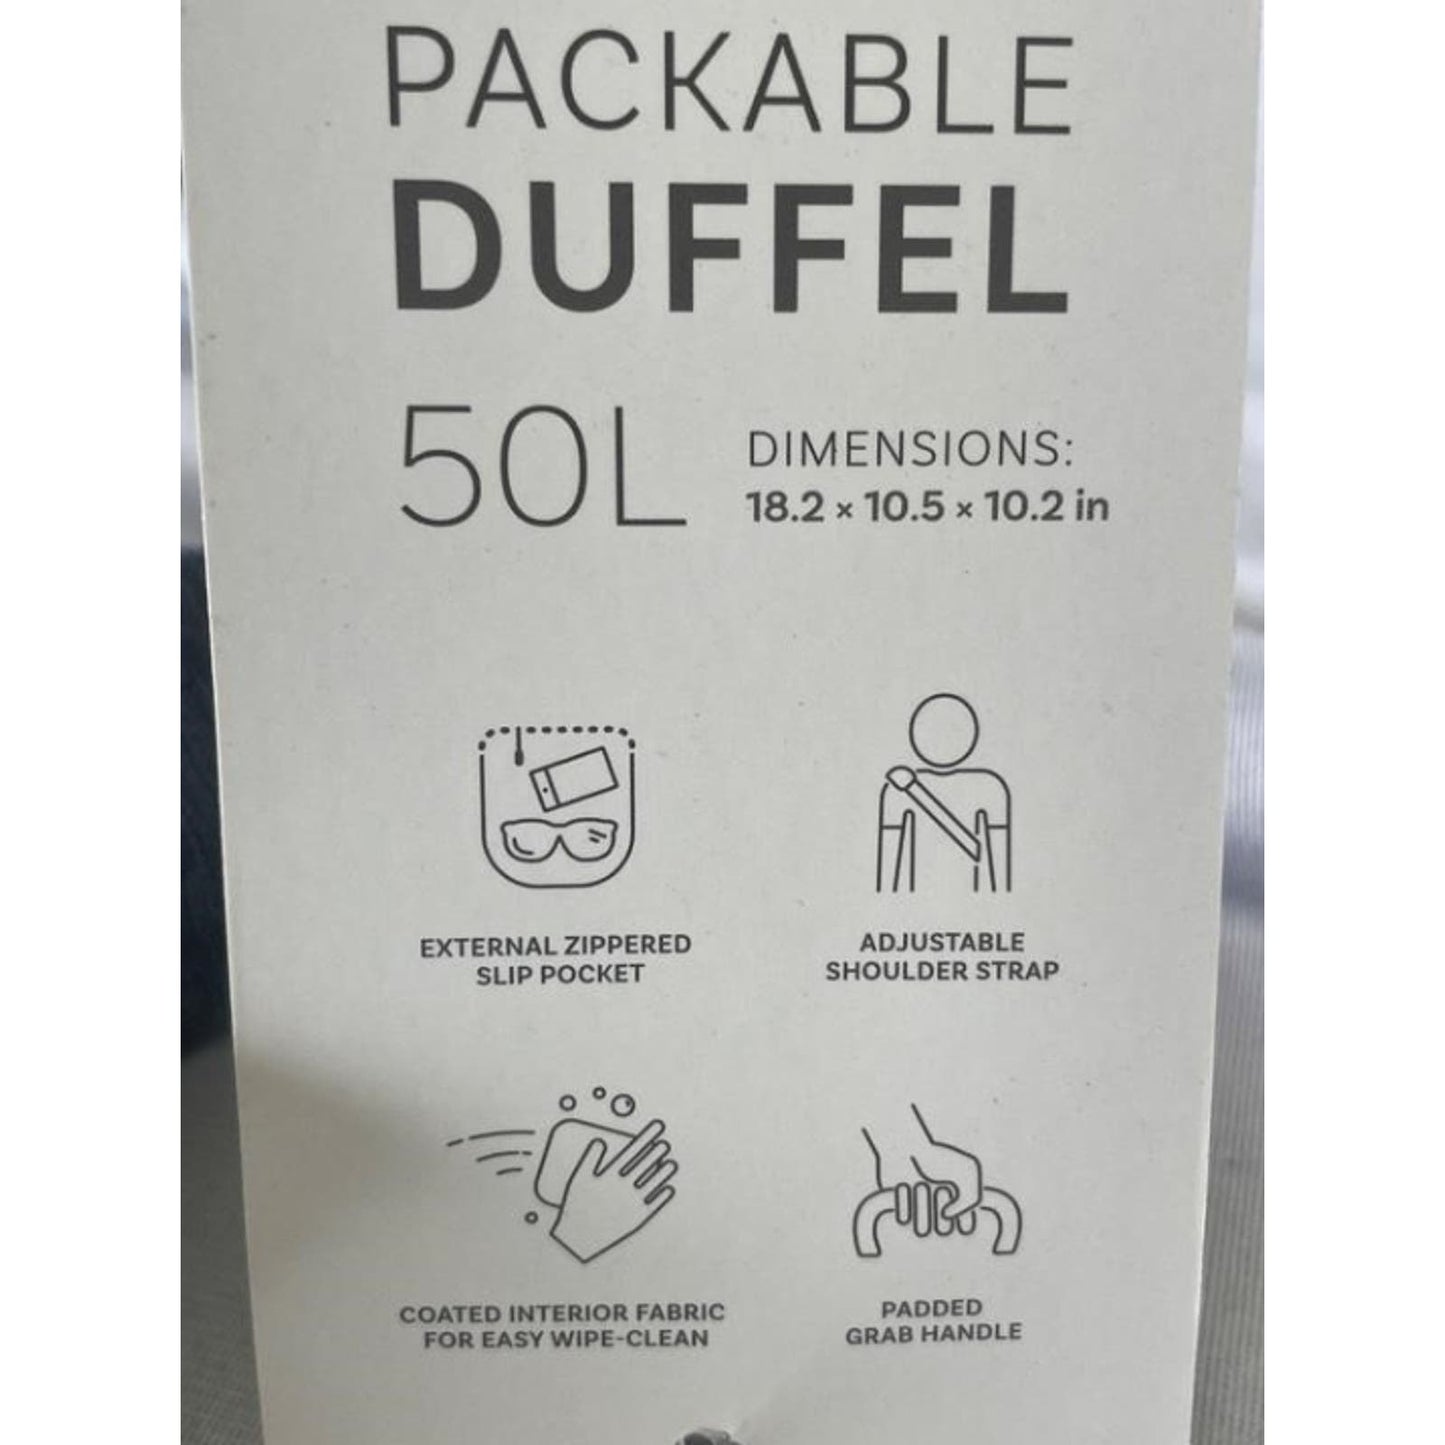 PACKABLE
DUFFEL
50L
DIMENSIONS:
18.2 × 10.5 × 10.2 in
EXTERNAL ZIPPERED
SLIP POCKET
ADJUSTABLE
SHOULDER STRAP
COATED INTERIOR FABRIC
FOR EASY WIPE-CLEAN
PADDED
GRAB HANDLE